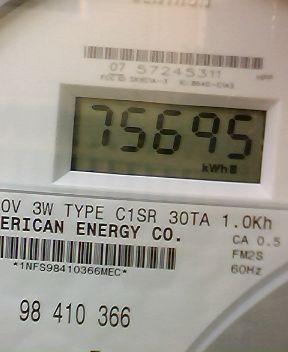 07 57245311
HPP
75695
kWh
0V 3W TYPE C1SR 30TA 1.0Kh
ERICAN ENERGY CO.
CA 0.5
*1NFS98410366MEC*
FM2S
60Hz
98 410 366